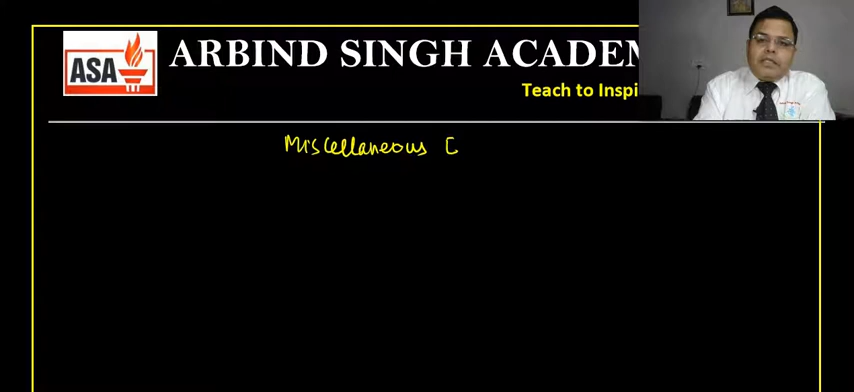 ASA
ARBIND SINGH ACADEM
Teach to Inspi
Miscellaneous E